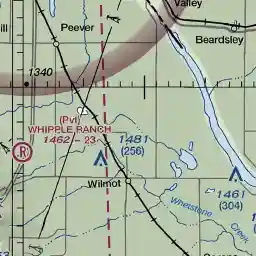 Valley
Peever
Beardsley
1340
(Pvt)
WHIPPLE RANCH
1462 - 23
R
1481
(256)
Wilmot
1461
(304)
Whetstone
Creek